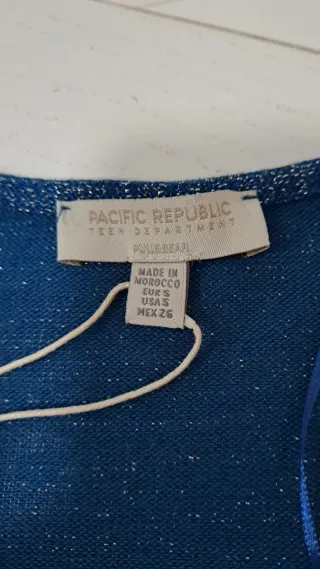 PACIFIC REPUBLIC
TEEN DEPARTMENT
PULL&BEAR
MADE IN
MOROCCO
EUR S
USA S
MEX 26